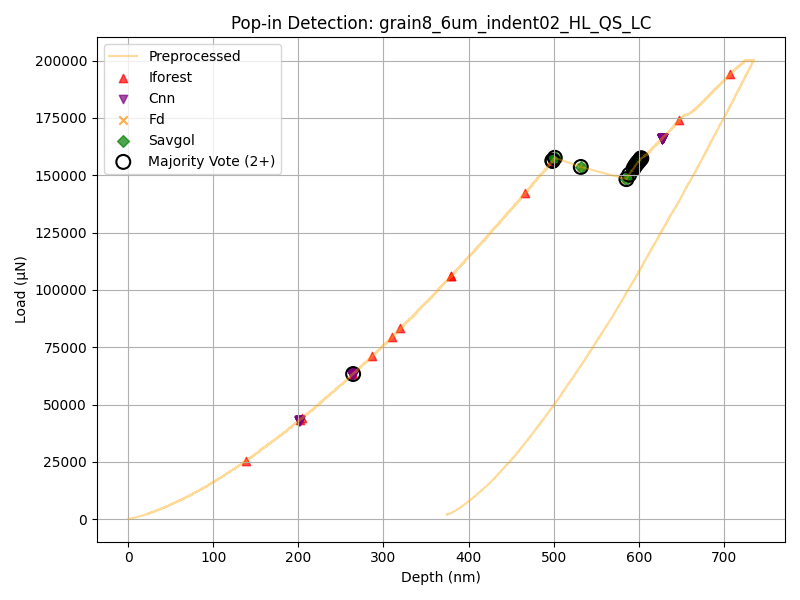 Pop-in Detection: grain8_6um_indent02_HL_QS_LC
Preprocessed
Iforest
Cnn
Fd
Savgol
Majority Vote (2+)
200000
175000
150000
125000
100000
75000
50000
25000
0
Load (µN)
0 100 200 300 400 500 600 700
Depth (nm)